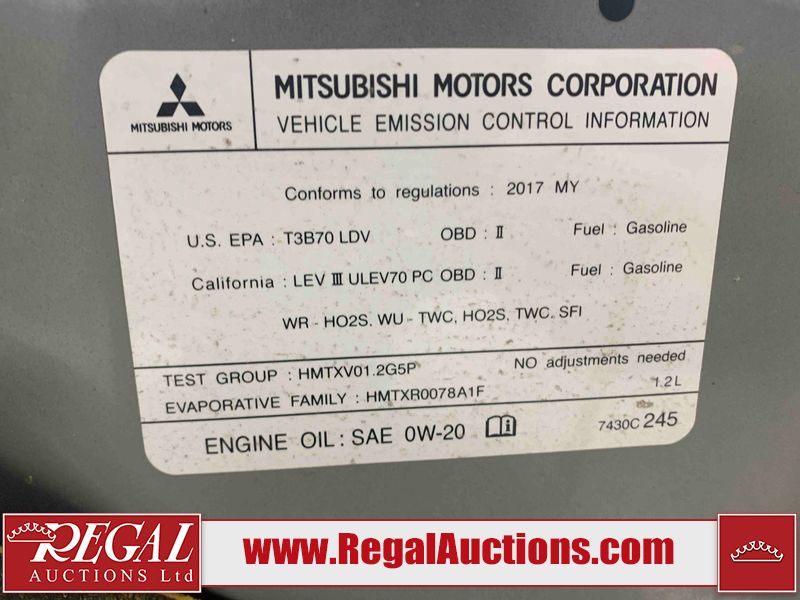 MITSUBISHI MOTORS
MITSUBISHI MOTORS CORPORATION
VEHICLE EMISSION CONTROL INFORMATION
Conforms to regulations : 2017 MY
U.S. EPA : T3B70 LDV OBD : Ⅱ Fuel : Gasoline
California : LEV Ⅲ ULEV70 PC OBD : Ⅱ Fuel : Gasoline
WR - HO2S, WU - TWC, HO2S, TWC, SFI
TEST GROUP : HMTXV01.2G5P NO adjustments needed
EVAPORATIVE FAMILY : HMTXR0078A1F 1.2 L
ENGINE OIL : SAE 0W-20 7430C 245
REGAL
AUCTIONS Ltd
www.RegalAuctions.com